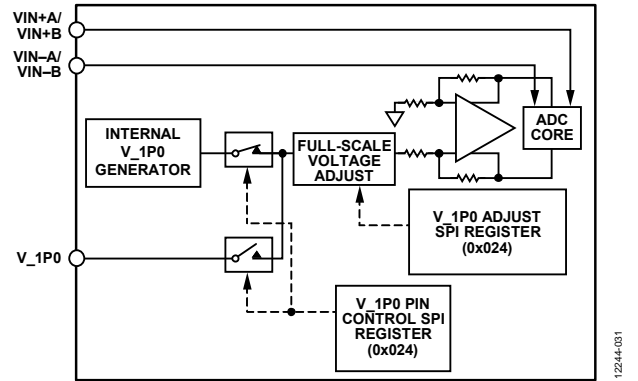 VIN+A/
VIN+B
VIN–A/
VIN–B
INTERNAL
V_1P0
GENERATOR
FULL-SCALE
VOLTAGE
ADJUST
ADC
CORE
V_1P0 ADJUST
SPI REGISTER
(0x024)
V_1P0
V_1P0 PIN
CONTROL SPI
REGISTER
(0x024)
12244-031